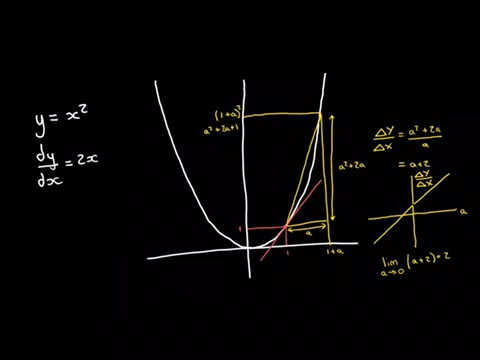 y = x²
dy/dx = 2x
(1+a)²
a²+2a+1
1
a²+2a
a
1
1+a
ΔY/ΔX = a²+2a/a
= a+2
ΔY/ΔX
a
lim (a+2)=2
a→0